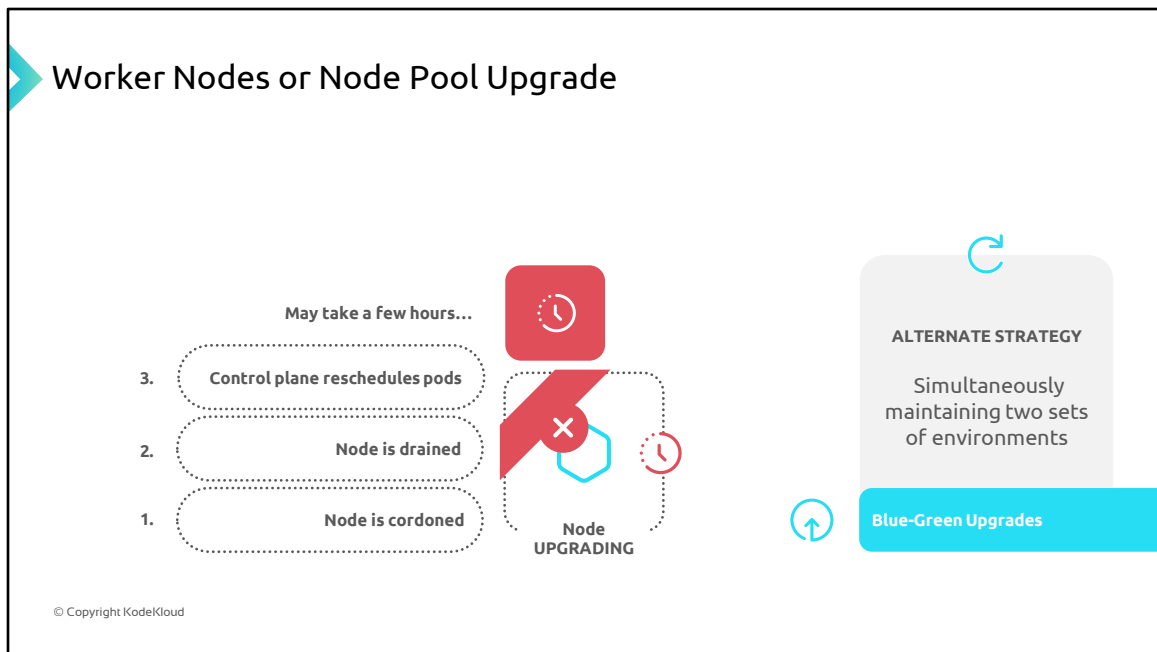 Worker Nodes or Node Pool Upgrade
May take a few hours...
3. Control plane reschedules pods
2. Node is drained
1. Node is cordoned
Node
UPGRADING
ALTERNATE STRATEGY
Simultaneously
maintaining two sets
of environments
Blue-Green Upgrades
© Copyright KodeKloud